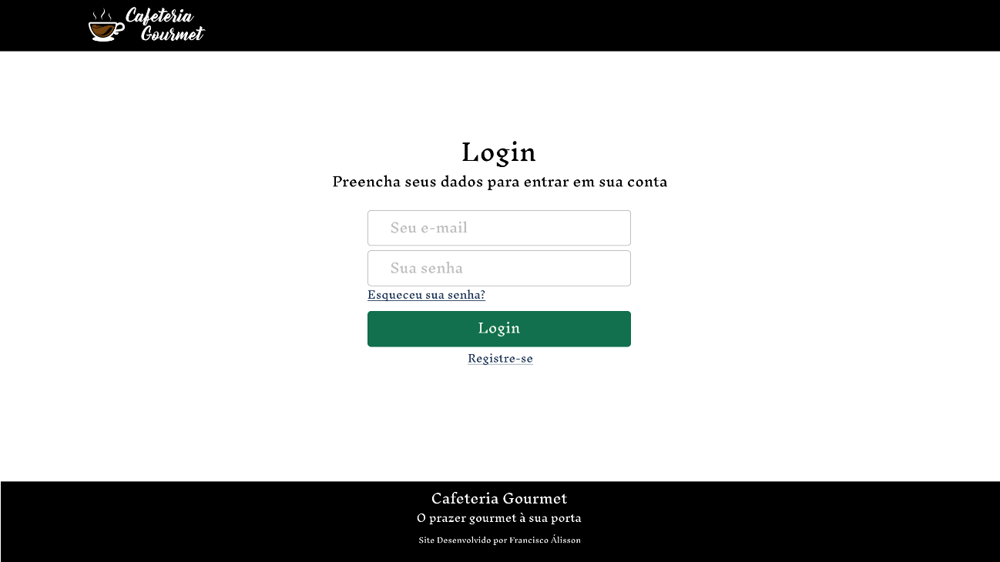 Cafeteria
Gourmet
Login
Preencha seus dados para entrar em sua conta
Seu e-mail
Sua senha
Esqueceu sua senha?
Login
Registre-se
Cafeteria Gourmet
O prazer gourmet à sua porta
Site Desenvolvido por Francisco Álisson